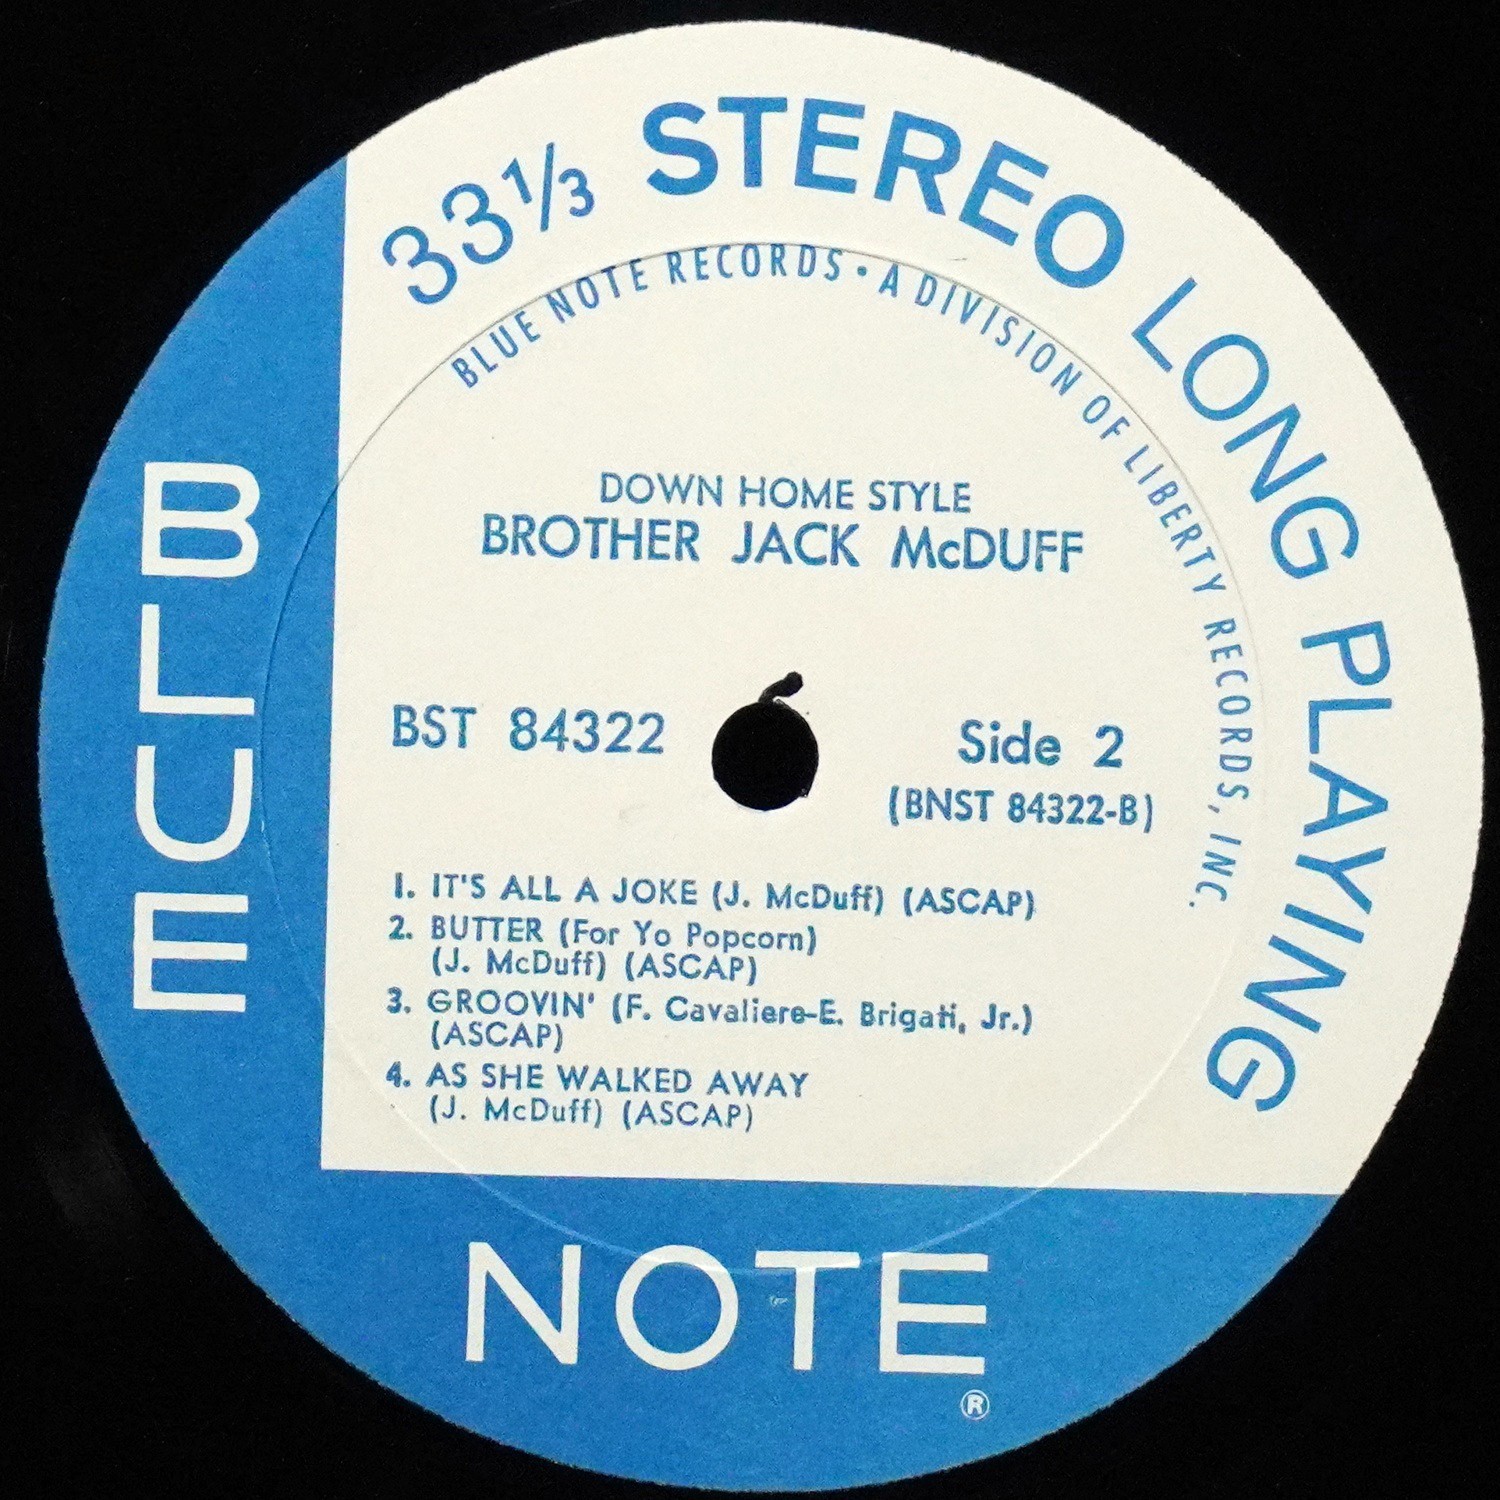 33⅓ STEREO LONG PLAYING
BLUE NOTE RECORDS • A DIVISION OF LIBERTY RECORDS, INC.
DOWN HOME STYLE
BROTHER JACK McDUFF
BST 84322
Side 2
(BNST 84322-B)
1. IT'S ALL A JOKE (J. McDuff) (ASCAP)
2. BUTTER (For Yo Popcorn)
(J. McDuff) (ASCAP)
3. GROOVIN' (F. Cavaliere-E. Brigati, Jr.)
(ASCAP)
4. AS SHE WALKED AWAY
(J. McDuff) (ASCAP)
BLUE
NOTE
®